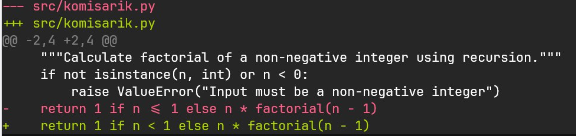 --- src/komisarik.py
+++ src/komisarik.py
@@ -2,4 +2,4 @@
"""Calculate factorial of a non-negative integer using recursion."""
if not isinstance(n, int) or n < 0:
raise ValueError("Input must be a non-negative integer")
- return 1 if n <= 1 else n * factorial(n - 1)
+ return 1 if n < 1 else n * factorial(n - 1)